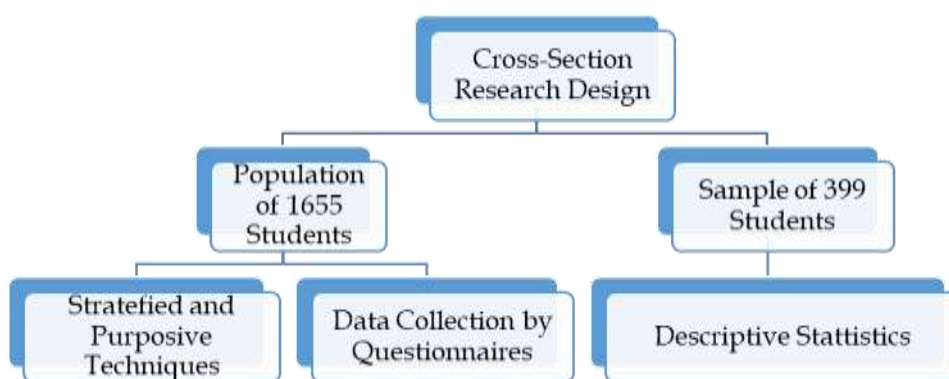 Cross-Section
Research Design
Population
of 1655
Students
Sample of 399
Students
Stratefied and
Purposive
Techniques
Data Collection by
Questionnaires
Descriptive Stattistics